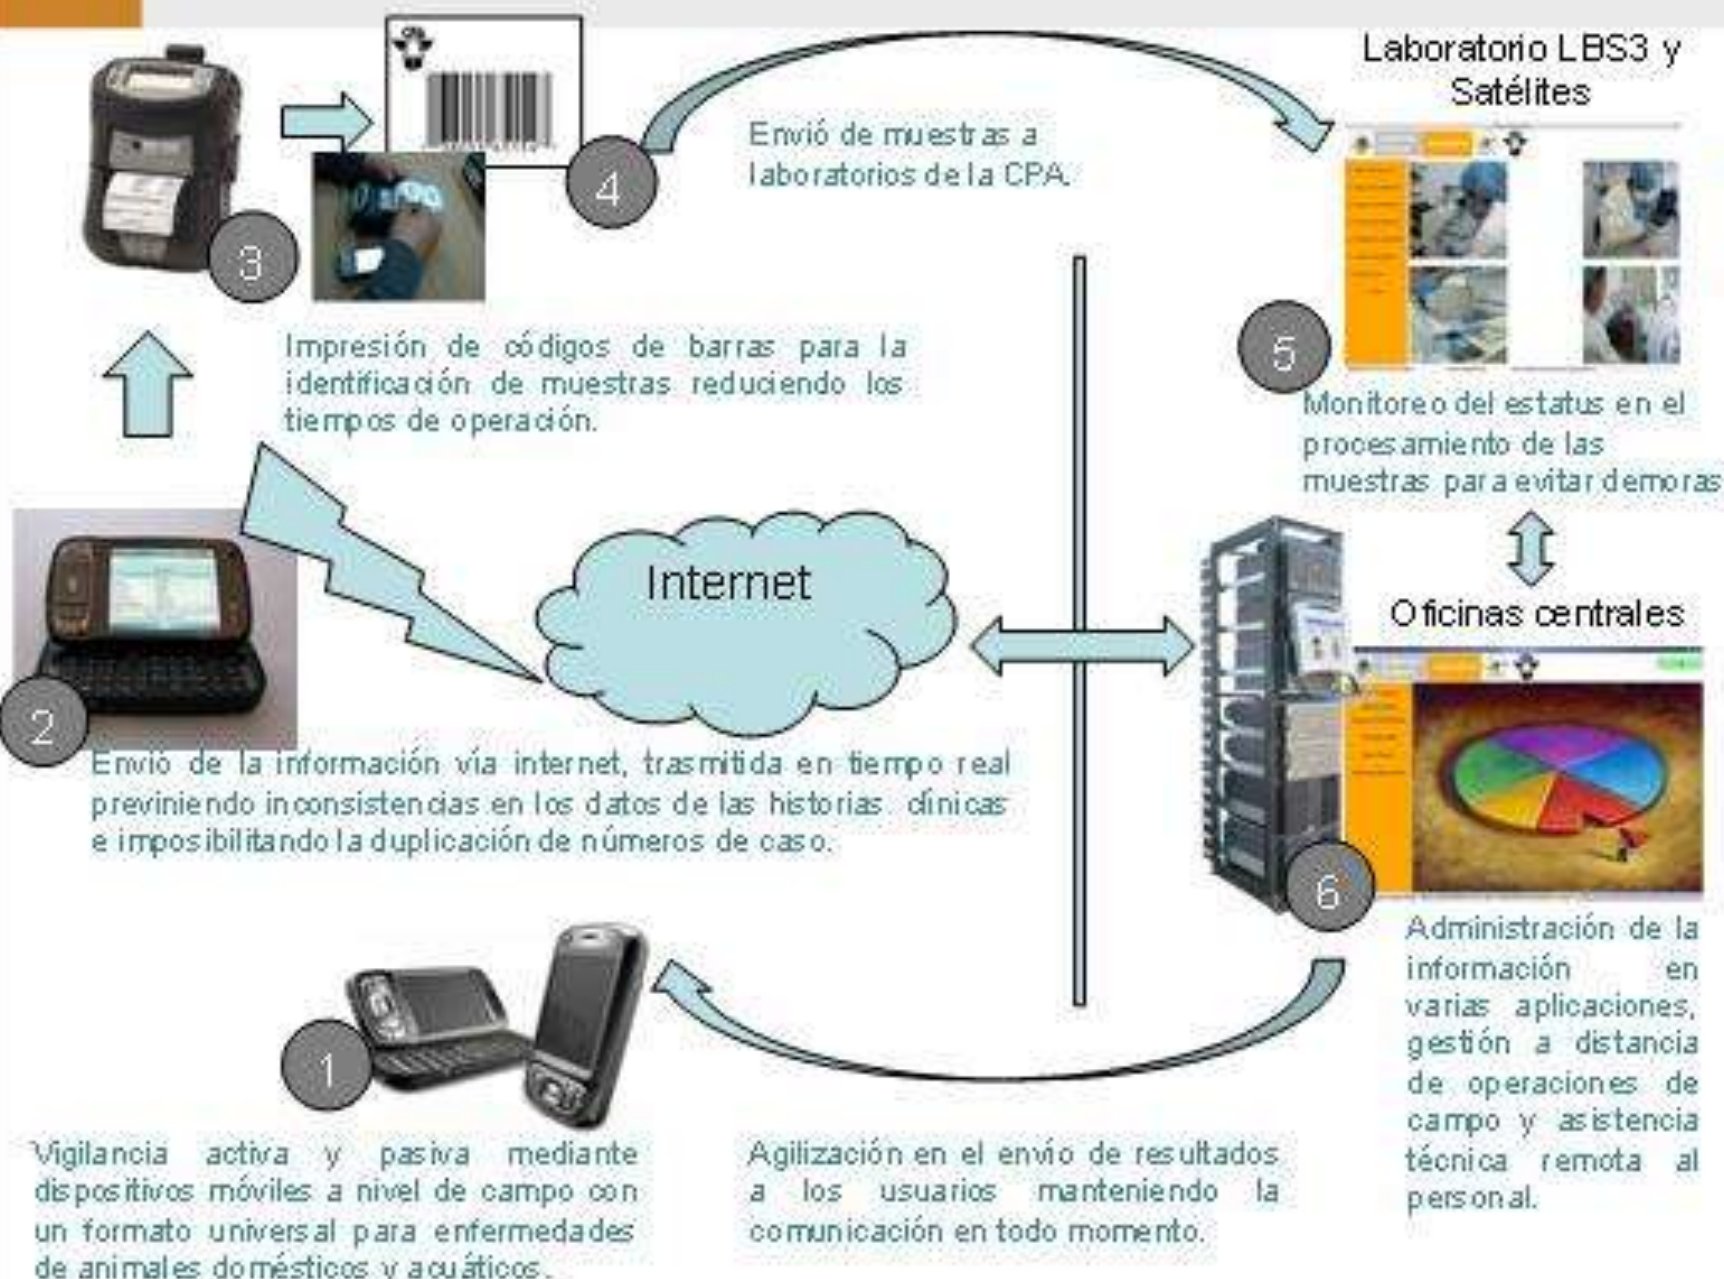 Laboratorio LBS3 y
Satélites
4
Envió de muestras a
laboratorios de la CPA.
3
Impresión de códigos de barras para la
identificación de muestras reduciendo los
tiempos de operación.
5
Monitoreo del estatus en el
procesamiento de las
muestras para evitar demoras
Internet
Oficinas centrales
2
Envió de la información vía internet, trasmitida en tiempo real
previniendo inconsistencias en los datos de las historias clínicas
e imposibilitando la duplicación de números de caso.
6
Administración de la
información en
varias aplicaciones,
gestión a distancia
de operaciones de
campo y asistencia
técnica remota al
personal.
1
Vigilancia activa y pasiva mediante
dispositivos móviles a nivel de campo con
un formato universal para enfermedades
de animales domésticos y acuáticos.
Agilización en el envío de resultados
a los usuarios manteniendo la
comunicación en todo momento.